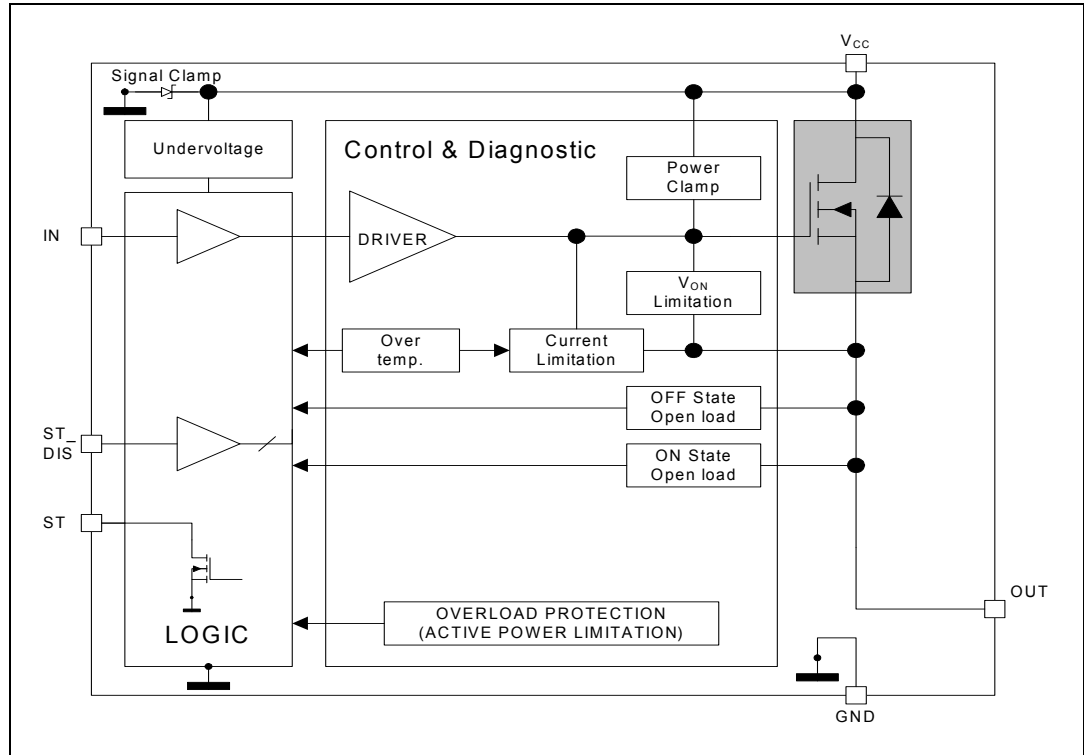 VCC
Signal Clamp
Undervoltage
Control & Diagnostic
Power
Clamp
IN
DRIVER
VON
Limitation
Over
temp.
Current
Limitation
OFF State
Open load
ST_
DIS
ON State
Open load
ST
OUT
OVERLOAD PROTECTION
(ACTIVE POWER LIMITATION)
LOGIC
GND